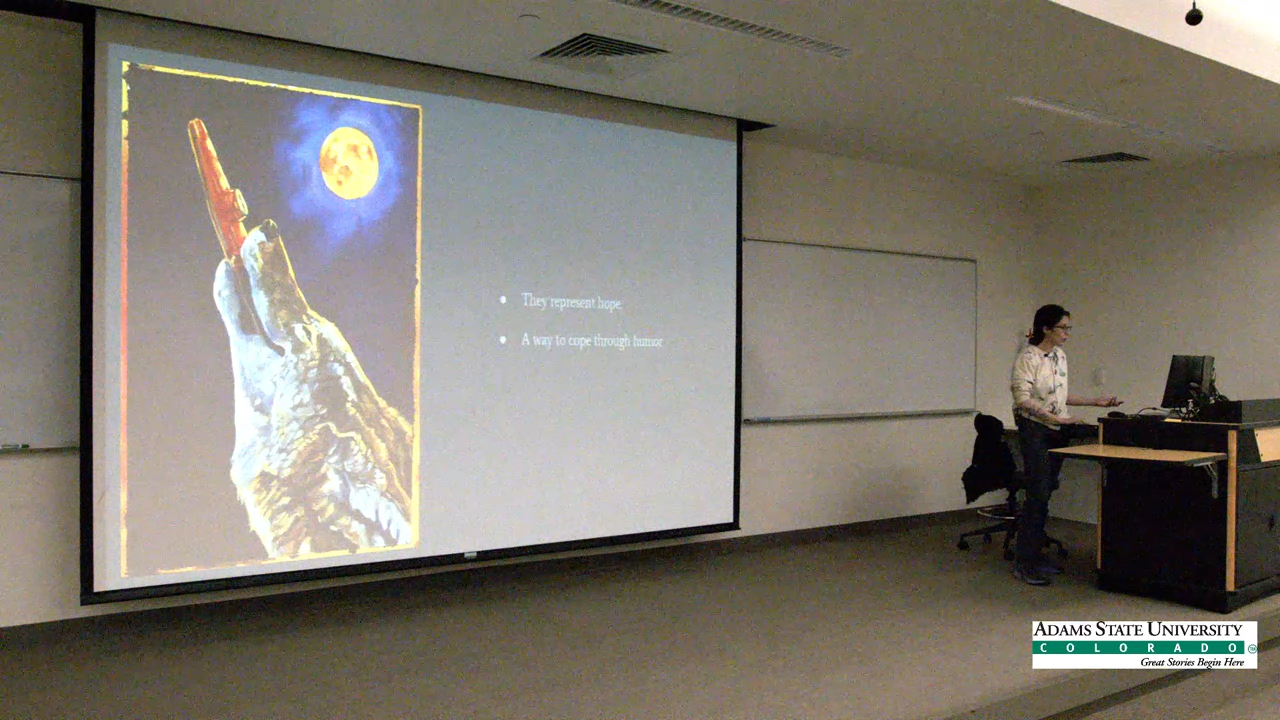 They represent hope.
A way to cope through humor
ADAMS STATE UNIVERSITY
COLORADO
Great Stories Begin Here